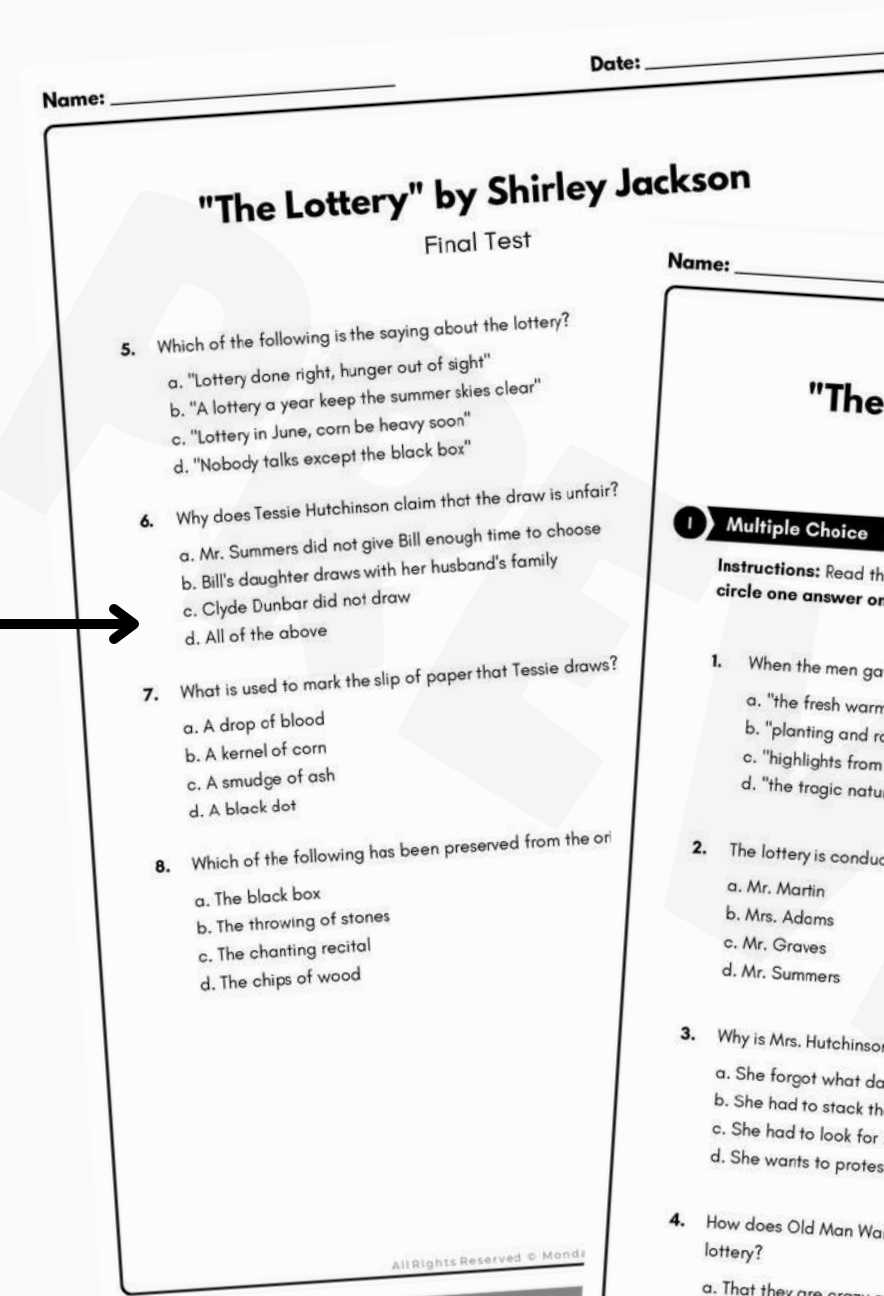 Name:
Date:
"The Lottery" by Shirley Jackson
Final Test
5. Which of the following is the saying about the lottery?
a. "Lottery done right, hunger out of sight"
b. "A lottery a year keep the summer skies clear"
c. "Lottery in June, corn be heavy soon"
d. "Nobody talks except the black box"
6. Why does Tessie Hutchinson claim that the draw is unfair?
a. Mr. Summers did not give Bill enough time to choose
b. Bill's daughter draws with her husband's family
c. Clyde Dunbar did not draw
d. All of the above
7. What is used to mark the slip of paper that Tessie draws?
a. A drop of blood
b. A kernel of corn
c. A smudge of ash
d. A black dot
8. Which of the following has been preserved from the
a. The black box
b. The throwing of stones
c. The chanting recital
d. The chips of wood
All Rights Reserved ©
Name:
"The
I Multiple Choice
Instructions: Read
circle one answer
1. When the men
a. "the fresh
b. "planting and
c. "highlights from
d. "the tragic
2. The lottery is
a. Mr. Martin
b. Mrs. Adams
c. Mr. Graves
d. Mr. Summers
3. Why is Mrs.
a. She forgot what
b. She had to stack
c. She had to look for
d. She wants to
4. How does Old Man
lottery?
a. That they are